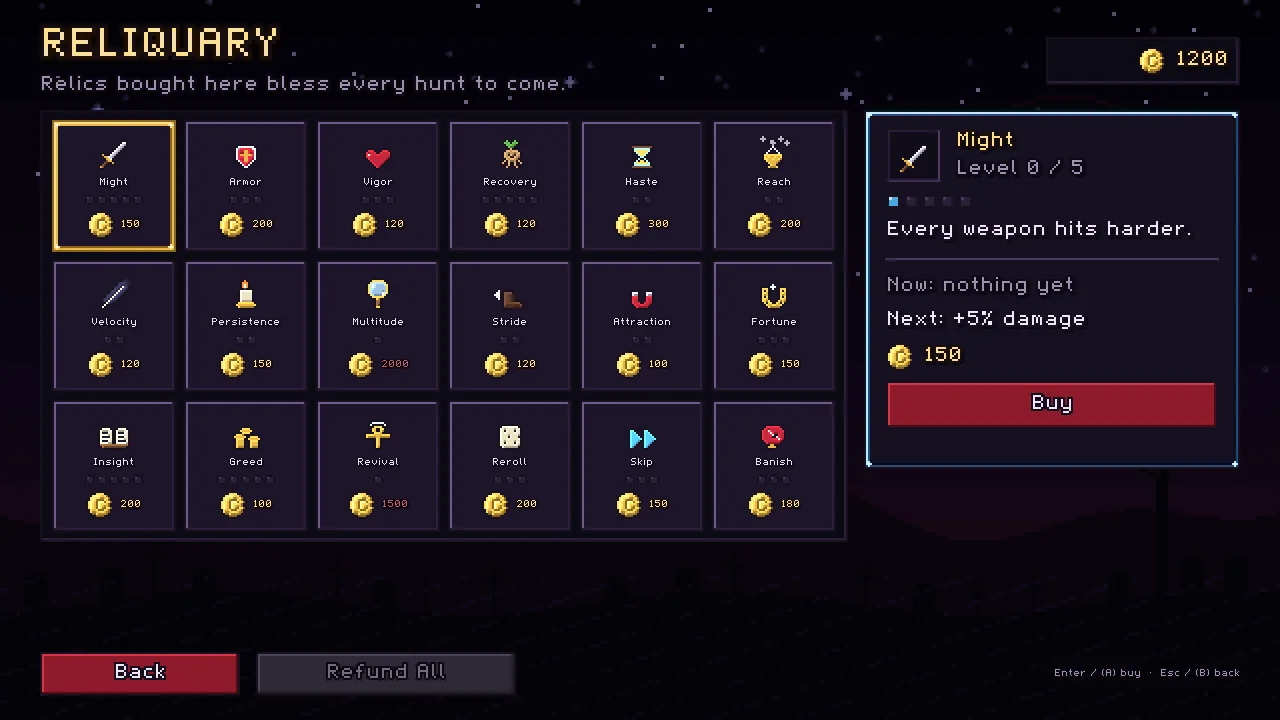 RELIQUARY
Relics bought here bless every hunt to come.
1200
Might
150
Armor
200
Vigor
120
Recovery
120
Haste
300
Reach
200
Velocity
120
Persistence
150
Multitude
2000
Stride
120
Attraction
100
Fortune
150
Insight
200
Greed
100
Revival
1500
Reroll
200
Skip
150
Banish
180
Might
Level 0 / 5
Every weapon hits harder.
Now: nothing yet
Next: +5% damage
150
Buy
Back
Refund All
Enter / (A) buy · Esc / (B) back